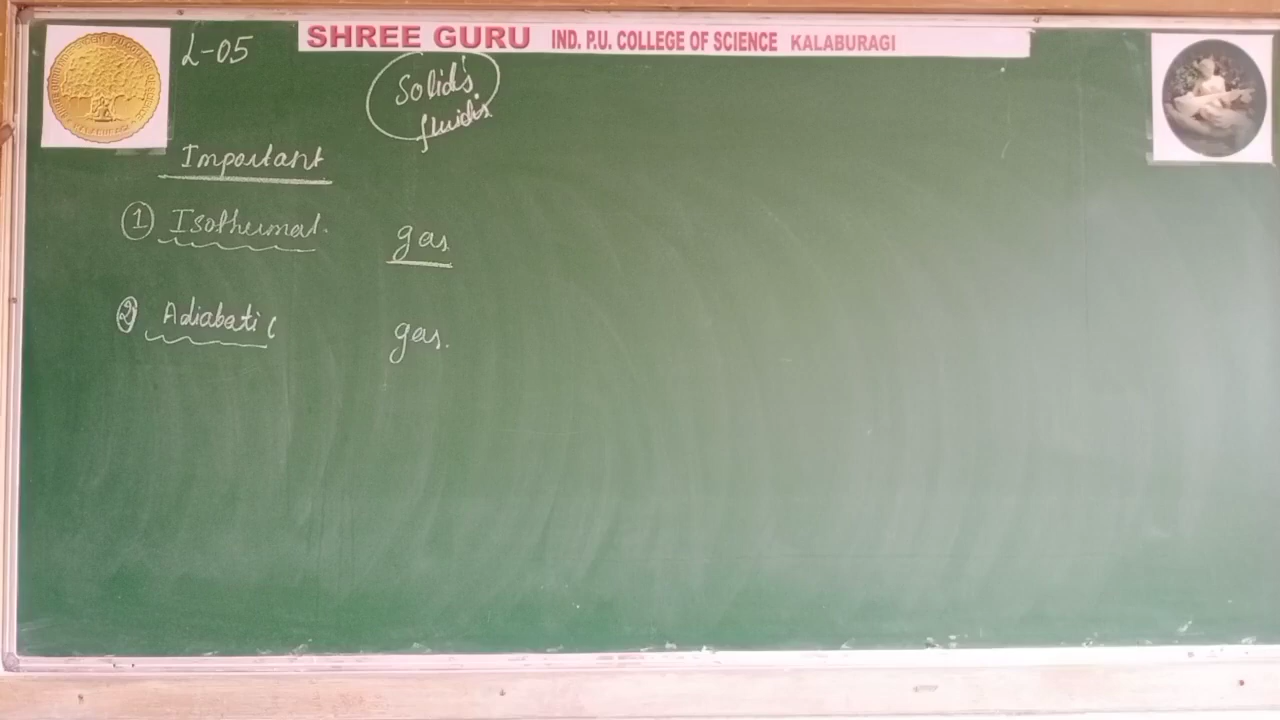 SHREE GURU IND. P.U. COLLEGE OF SCIENCE KALABURAGI
L-05
Solids
fluids
Important
① Isothermal.
gas
② Adiabatic
gas.